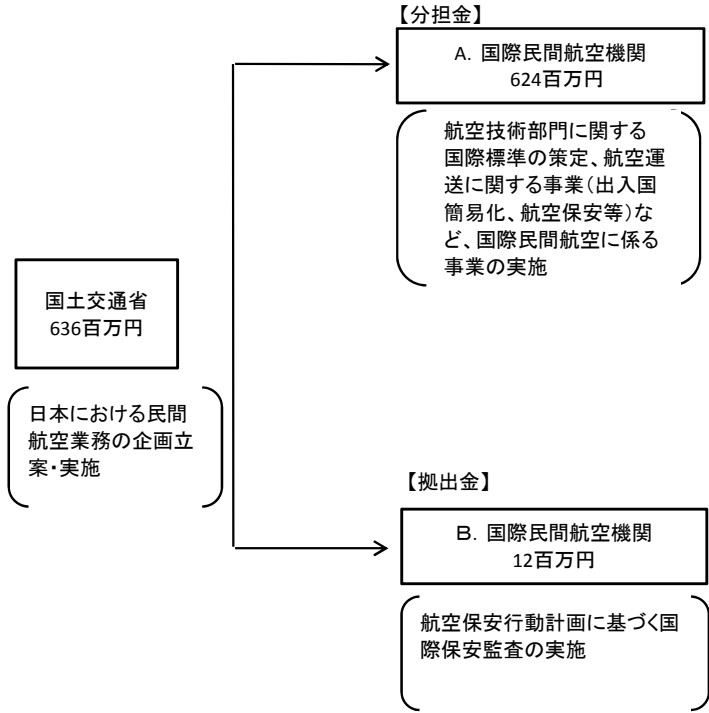 【分担金】
A．国際民間航空機関
624百万円
航空技術部門に関する
国際標準の策定、航空運
送に関する事業（出入国
簡易化、航空保安等）な
ど、国際民間航空に係る
事業の実施
国土交通省
636百万円
日本における民間
航空業務の企画立
案・実施
【拠出金】
Ｂ．国際民間航空機関
12百万円
航空保安行動計画に基づく国
際保安監査の実施